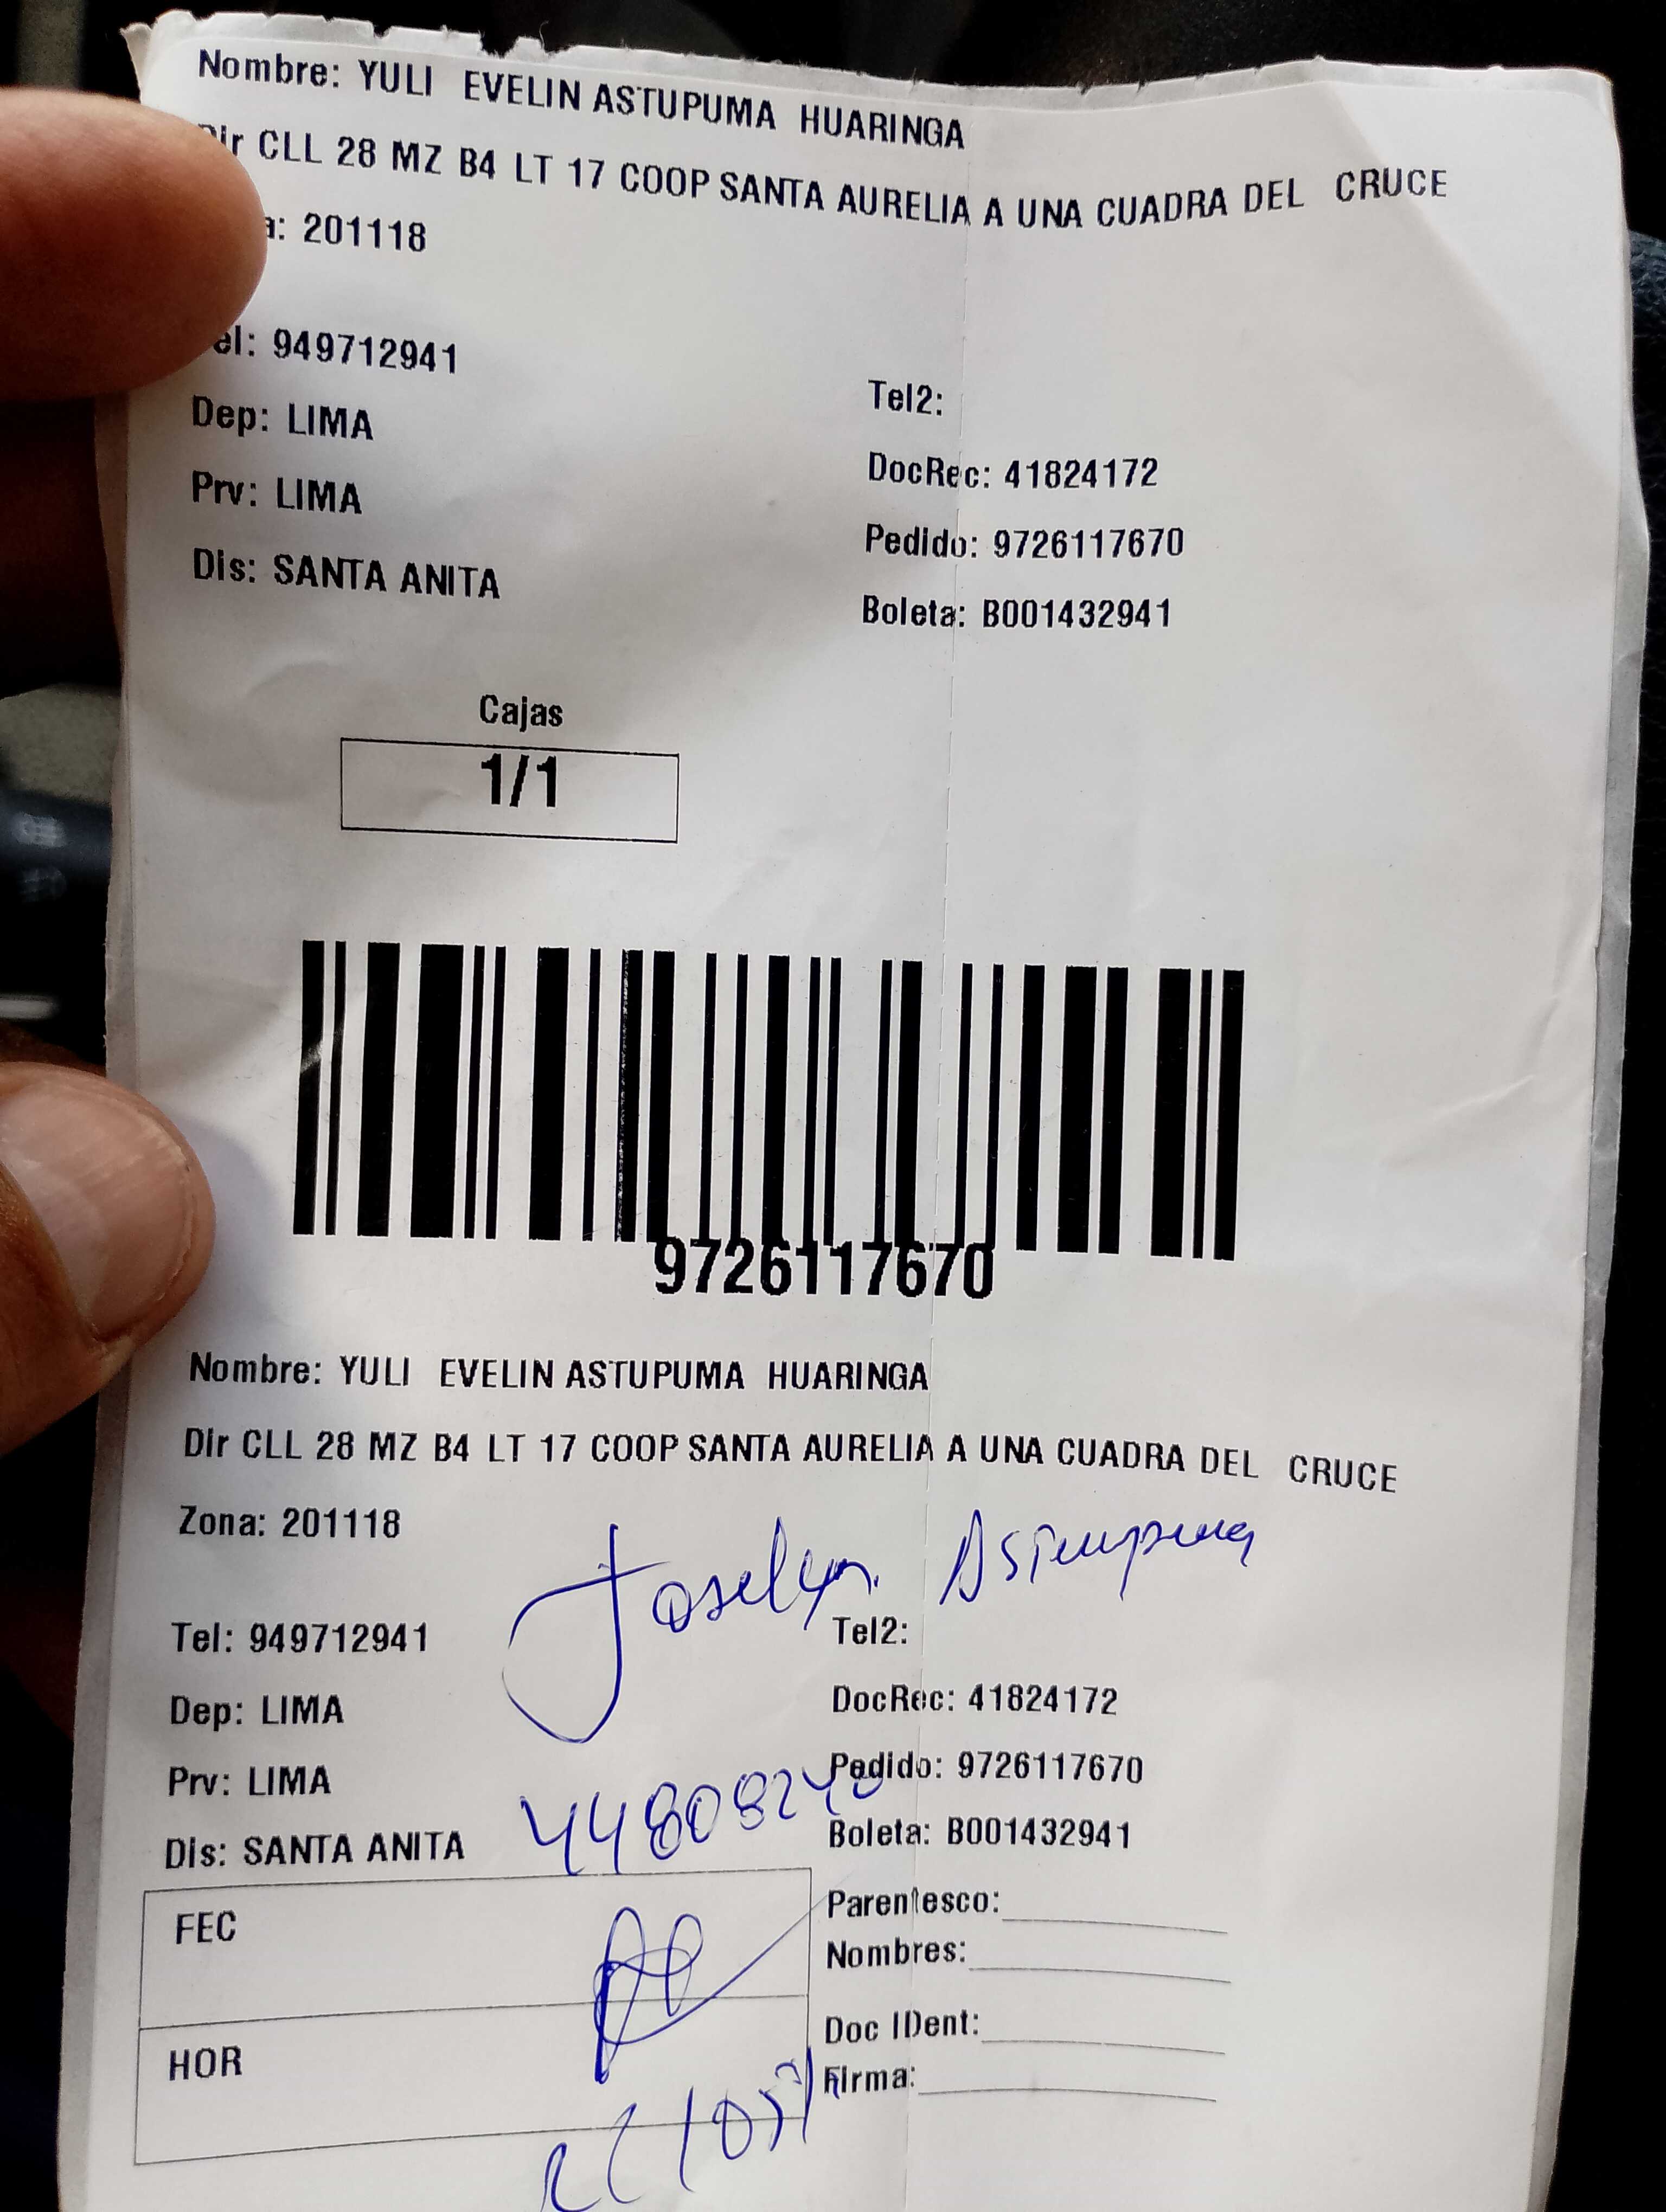 Nombre: YULI EVELIN ASTUPUMA HUARINGA
Dir CLL 28 MZ B4 LT 17 COOP SANTA AURELIA A UNA CUADRA DEL CRUCE
a: 201118
el: 949712941
Tel2:
Dep: LIMA
DocRec: 41824172
Prv: LIMA
Pedido: 9726117670
Dis: SANTA ANITA
Boleta: B001432941
Cajas
1/1
9726117670
Nombre: YULI EVELIN ASTUPUMA HUARINGA
Dir CLL 28 MZ B4 LT 17 COOP SANTA AURELIA A UNA CUADRA DEL CRUCE
Zona: 201118
Joselyn Astupuma
Tel: 949712941
Tel2:
Dep: LIMA
DocRec: 41824172
Prv: LIMA
Pedido: 9726117670
44808240
Dis: SANTA ANITA
Boleta: B001432941
FEC
Parentesco:
Nombres:
HOR
Doc IDent:
Firma: